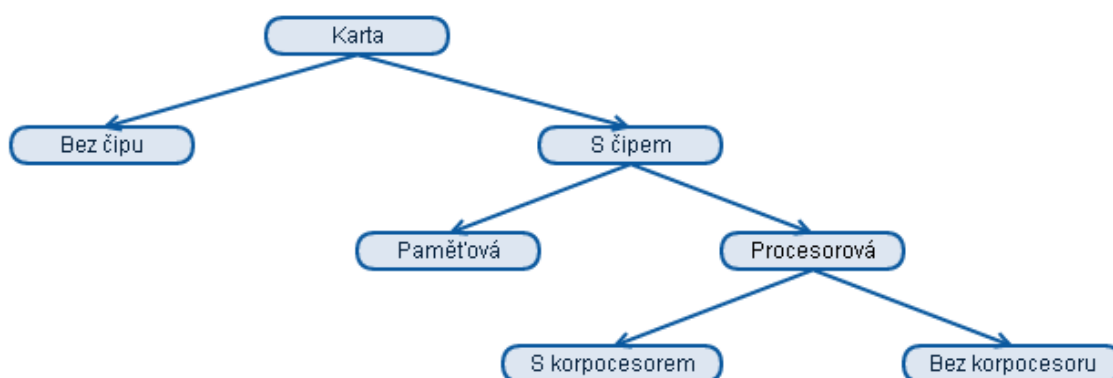 Karta
Bez čipu
S čipem
Paměťová
Procesorová
S korpocesorem
Bez korpocesoru